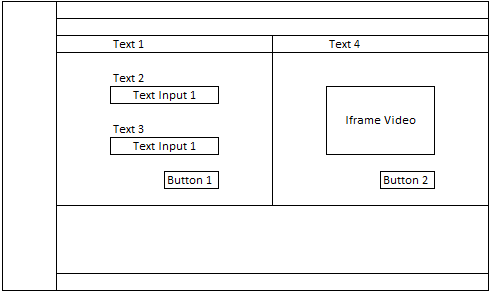 Text 1
Text 4
Text 2
Text Input 1
Text 3
Text Input 1
Button 1
Iframe Video
Button 2